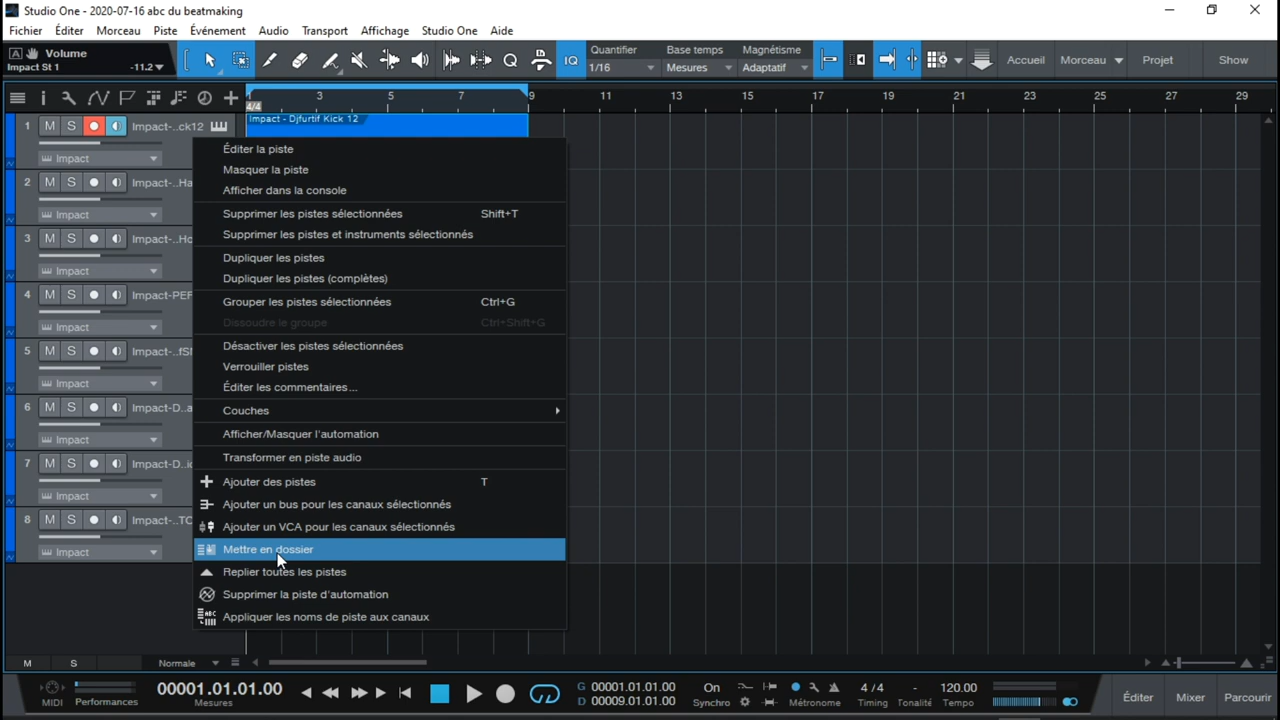 Studio One - 2020-07-16 abc du beatmaking
Fichier Éditer Morceau Piste Événement Audio Transport Affichage Studio One Aide
A Volume
Impact St 1 -11.2
IQ
Quantifier Base temps Magnétisme
1/16 Mesures Adaptatif
Accueil Morceau Projet Show
3 5 7 9 11 13 15 17 19 21 23 25 27 29
4/4
Impact - Djfurtif Kick 12
1 M S Impact-..ck12
Impact
2 M S Impact-..Ha
Impact
3 M S Impact-..Ho
Impact
4 M S Impact-PER
Impact
5 M S
Impact
6 M S Impact-D..a
Impact
7 M S Impact-D..ic
Impact
8 M S Impact-..TO
Impact
Éditer la piste
Masquer la piste
Afficher dans la console
Supprimer les pistes sélectionnées Shift+T
Supprimer les pistes et instruments sélectionnés
Dupliquer les pistes
Dupliquer les pistes (complètes)
Grouper les pistes sélectionnées Ctrl+G
Dissoudre le groupe Ctrl+Shift+G
Désactiver les pistes sélectionnées
Verrouiller pistes
Éditer les commentaires...
Couches
Afficher/Masquer l'automation
Transformer en piste audio
Ajouter des pistes T
Ajouter un bus pour les canaux sélectionnés
Ajouter un VCA pour les canaux sélectionnés
Mettre en dossier
Replier toutes les pistes
Supprimer la piste d'automation
Appliquer les noms de piste aux canaux
M S Normale
MIDI Performances
00001.01.01.00
Mesures
G 00001.01.01.00
D 00009.01.01.00
On
Synchro
Métronome
4 / 4
Timing
-
Tonalité
120.00
Tempo
Éditer Mixer Parcourir